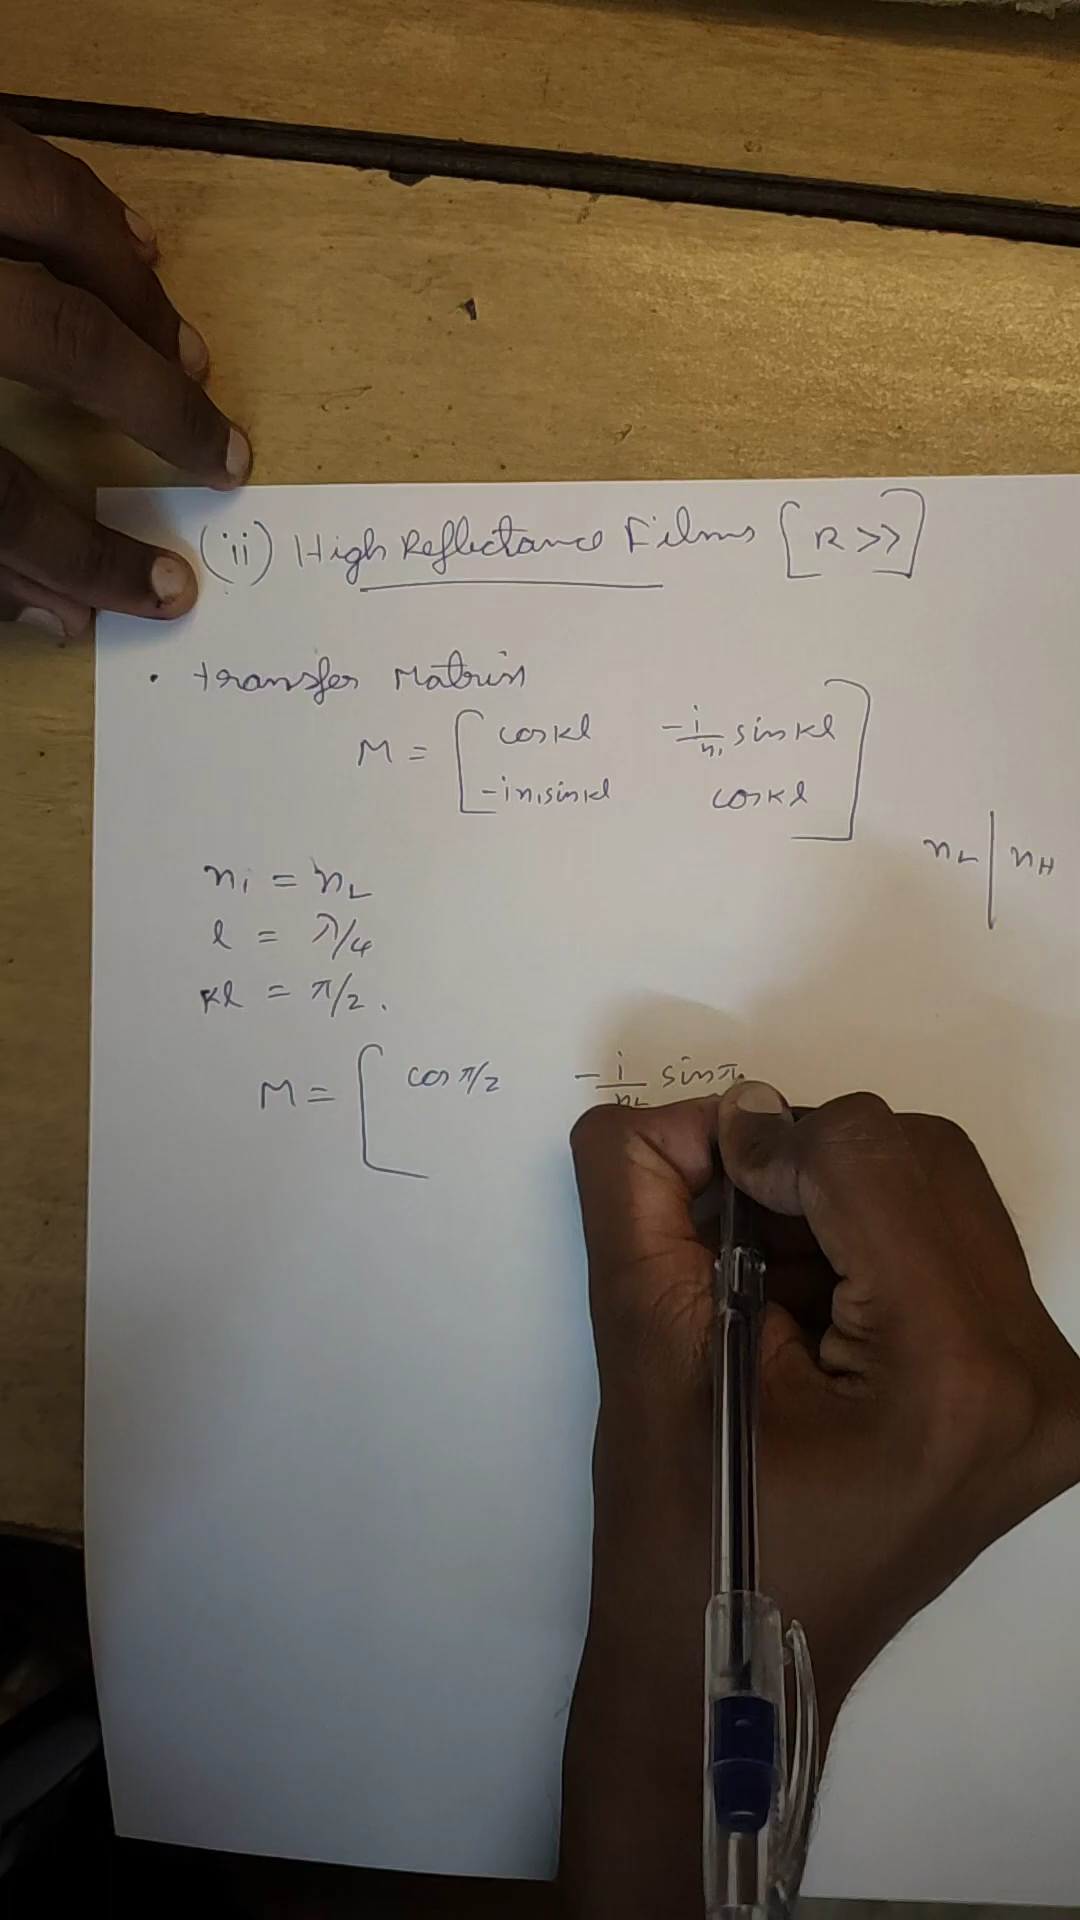 (ii) High Reflectance Films [R >>]
• transfer Matrix
M = [ cos kl   -i/n₁ sin kl
-i n₁ sin kl   cos kl ]
n₁ = n_L
l = λ/4
kl = π/2.
n_L | n_H
M = [ cos π/2   -i/n_L sin π